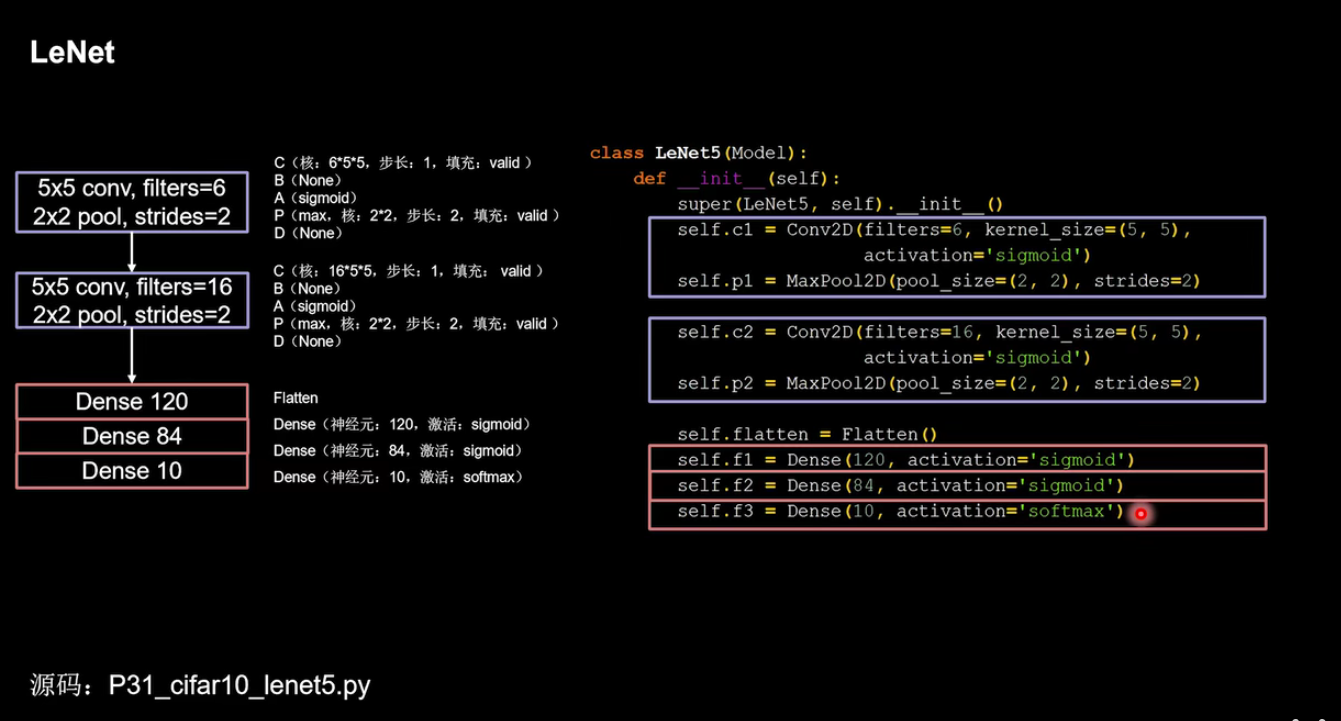 LeNet
5x5 conv, filters=6
2x2 pool, strides=2
5x5 conv, filters=16
2x2 pool, strides=2
Dense 120
Dense 84
Dense 10
C（核：6*5*5，步长：1，填充：valid ）
B（None）
A（sigmoid）
P（max，核：2*2，步长：2，填充：valid ）
D（None）
C（核：16*5*5，步长：1，填充： valid ）
B（None）
A（sigmoid）
P（max，核：2*2，步长：2，填充：valid ）
D（None）
Flatten
Dense（神经元：120，激活：sigmoid）
Dense（神经元：84，激活：sigmoid）
Dense（神经元：10，激活：softmax）
class LeNet5(Model):
def __init__(self):
super(LeNet5, self).__init__()
self.c1 = Conv2D(filters=6, kernel_size=(5, 5),
activation='sigmoid')
self.p1 = MaxPool2D(pool_size=(2, 2), strides=2)
self.c2 = Conv2D(filters=16, kernel_size=(5, 5),
activation='sigmoid')
self.p2 = MaxPool2D(pool_size=(2, 2), strides=2)
self.flatten = Flatten()
self.f1 = Dense(120, activation='sigmoid')
self.f2 = Dense(84, activation='sigmoid')
self.f3 = Dense(10, activation='softmax')
源码：P31_cifar10_lenet5.py